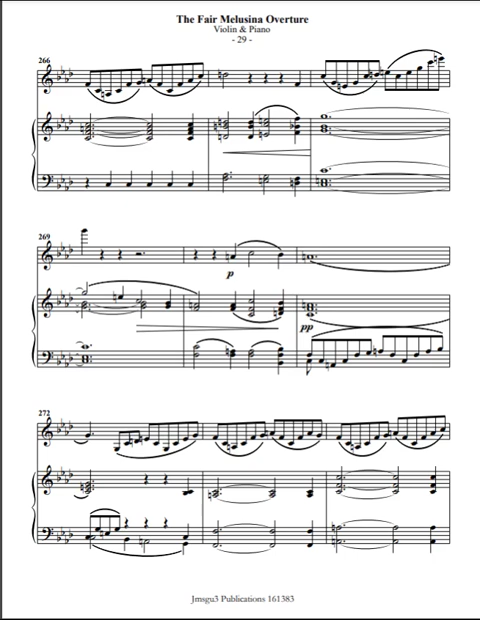 The Fair Melusina Overture
Violin & Piano
- 29 -
266
269
p
pp
272
Jmsgu3 Publications 161383